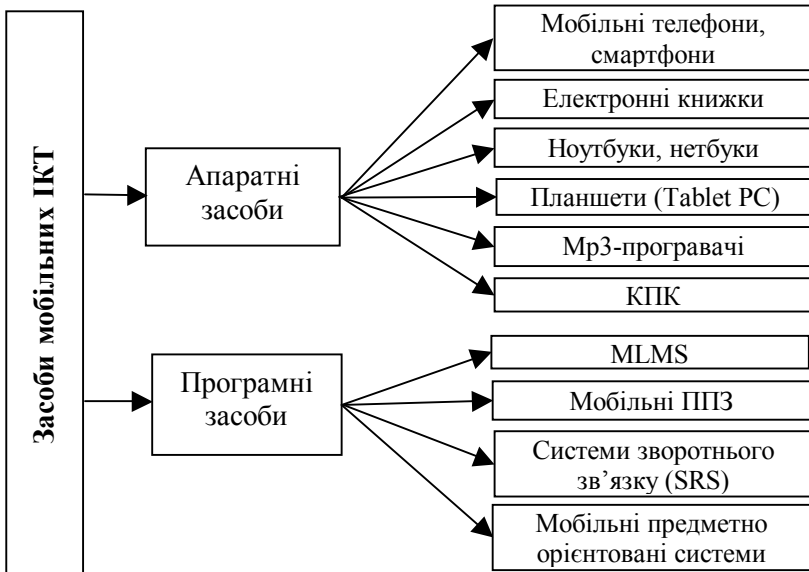 Засоби мобільних ІКТ
Апаратні
засоби
Мобільні телефони,
смартфони
Електронні книжки
Ноутбуки, нетбуки
Планшети (Tablet PC)
Mp3-програвачі
КПК
Програмні
засоби
MLMS
Мобільні ППЗ
Системи зворотнього
зв’язку (SRS)
Мобільні предметно
орієнтовані системи